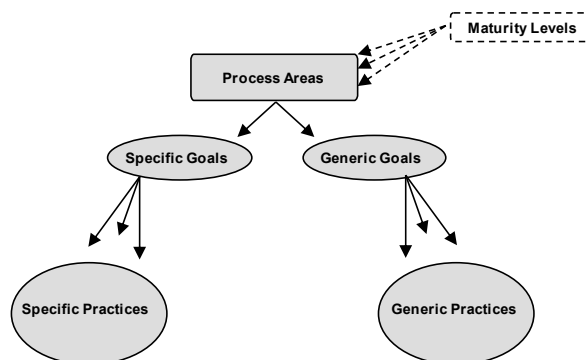 Maturity Levels
Process Areas
Specific Goals
Generic Goals
Specific Practices
Generic Practices